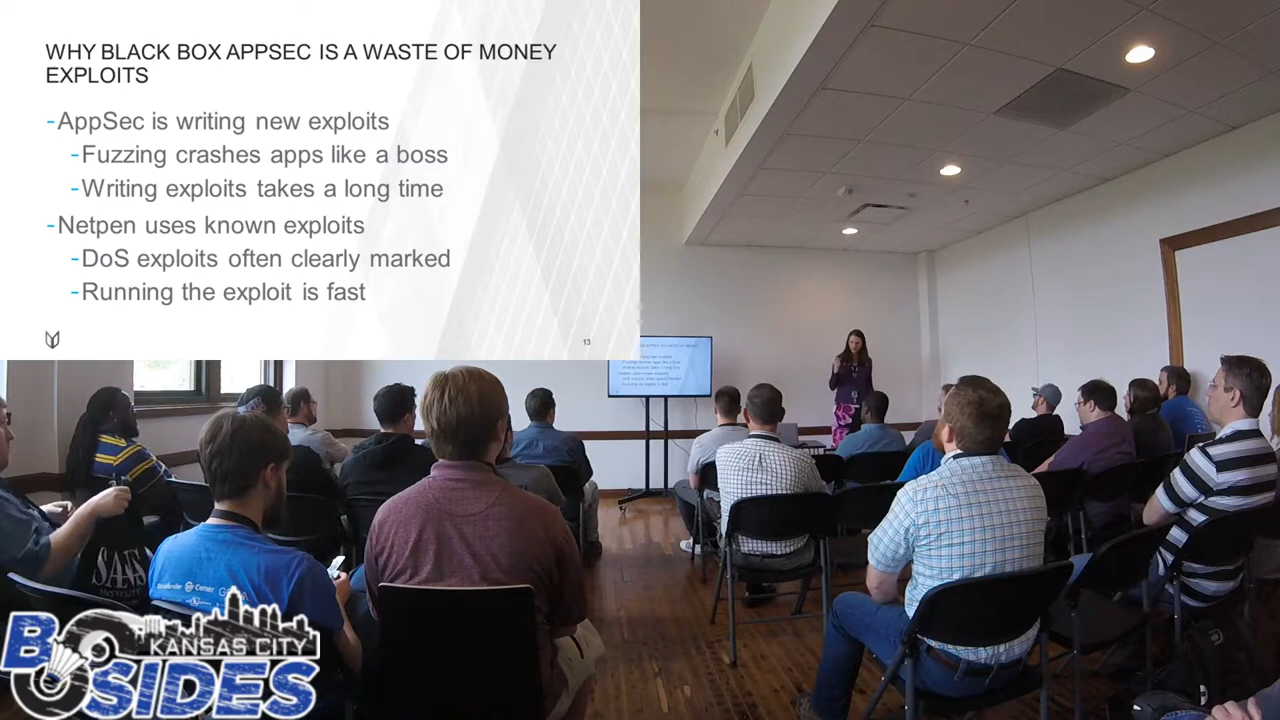 WHY BLACK BOX APPSEC IS A WASTE OF MONEY
EXPLOITS
-AppSec is writing new exploits
-Fuzzing crashes apps like a boss
-Writing exploits takes a long time
-Netpen uses known exploits
-DoS exploits often clearly marked
-Running the exploit is fast
13
Cerner
KANSAS CITY
BSIDES